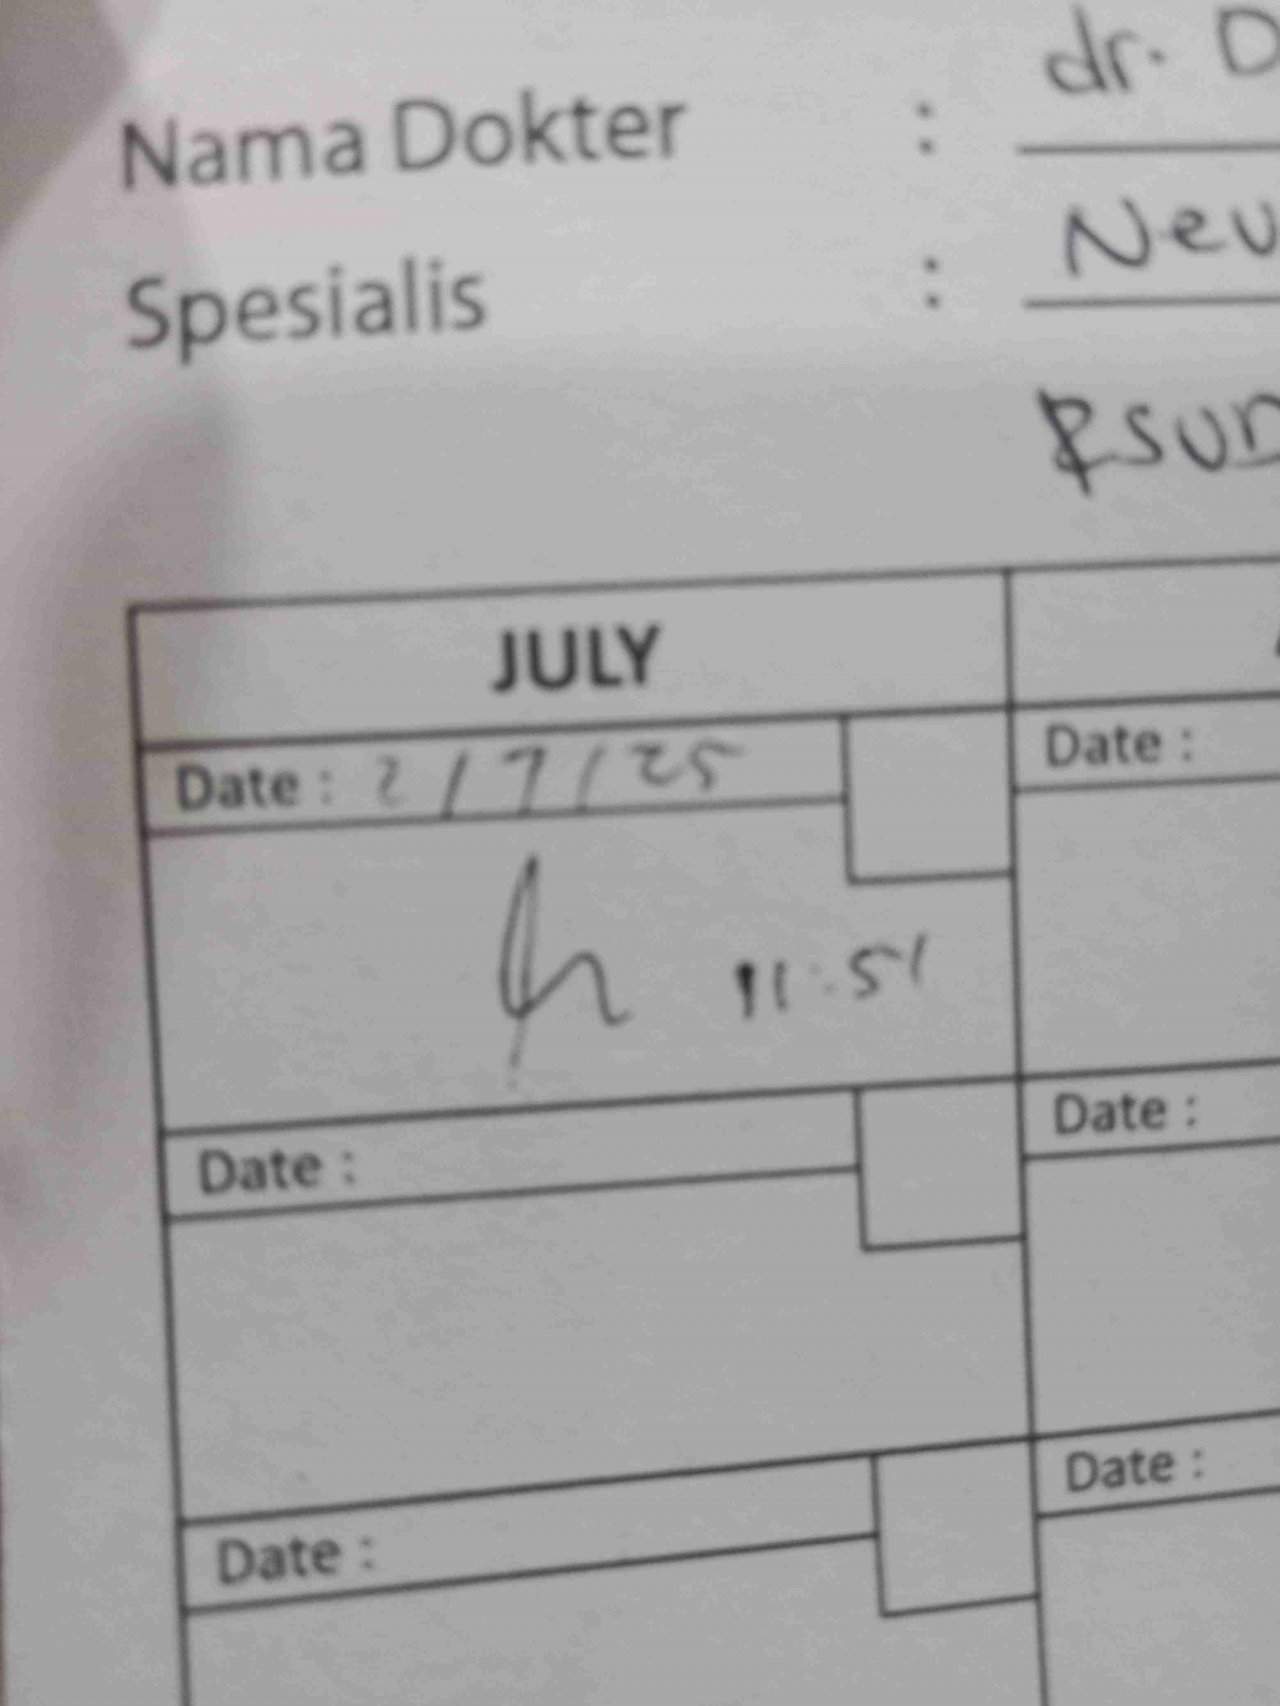 Nama Dokter : dr. D
Spesialis : Neu
RSUD
JULY
Date : 2/7/25
Date :
11:51
Date :
Date :
Date :
Date :